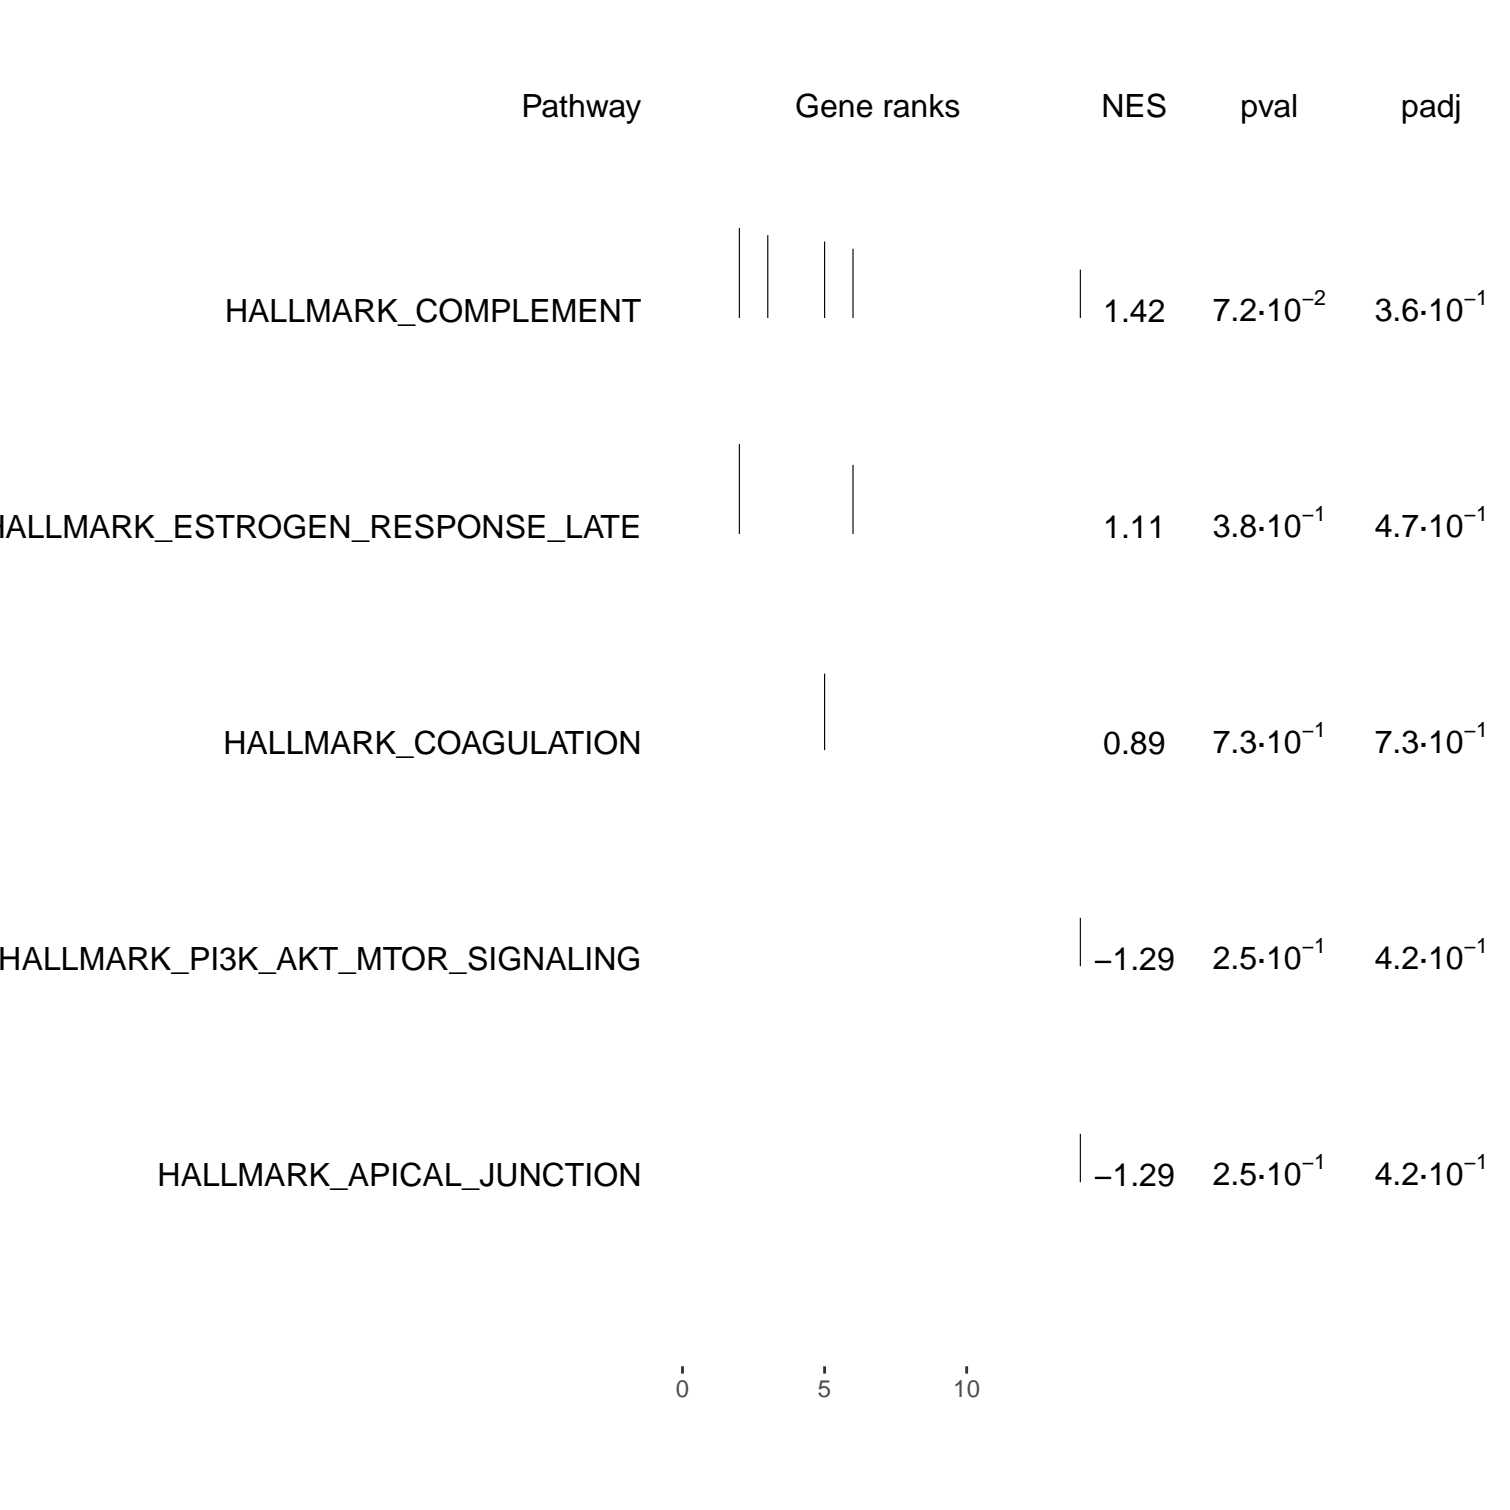 Pathway Gene ranks NES pval padj
HALLMARK_COMPLEMENT 1.42 7.2·10⁻² 3.6·10⁻¹
HALLMARK_ESTROGEN_RESPONSE_LATE 1.11 3.8·10⁻¹ 4.7·10⁻¹
HALLMARK_COAGULATION 0.89 7.3·10⁻¹ 7.3·10⁻¹
HALLMARK_PI3K_AKT_MTOR_SIGNALING −1.29 2.5·10⁻¹ 4.2·10⁻¹
HALLMARK_APICAL_JUNCTION −1.29 2.5·10⁻¹ 4.2·10⁻¹
0 5 10